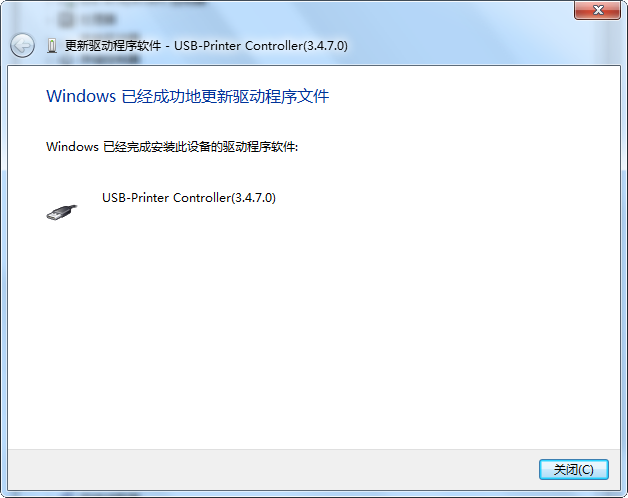 更新驱动程序软件 - USB-Printer Controller(3.4.7.0)
Windows 已经成功地更新驱动程序文件
Windows 已经完成安装此设备的驱动程序软件:
USB-Printer Controller(3.4.7.0)
关闭(C)